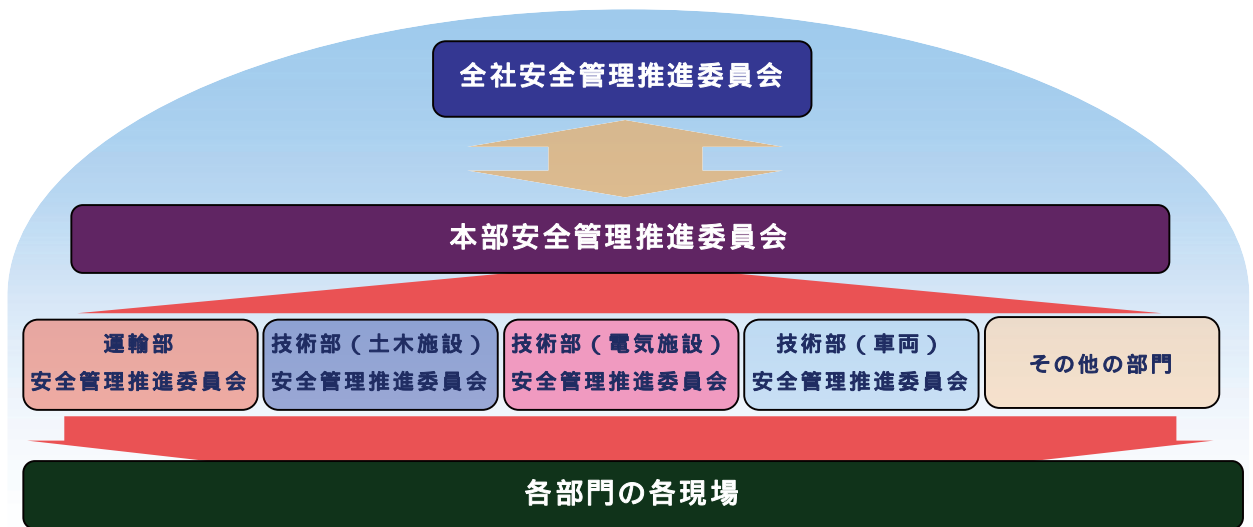 全社安全管理推進委員会
本部安全管理推進委員会
運輸部
安全管理推進委員会
技術部（土木施設）
安全管理推進委員会
技術部（電気施設）
安全管理推進委員会
技術部（車両）
安全管理推進委員会
その他の部門
各部門の各現場